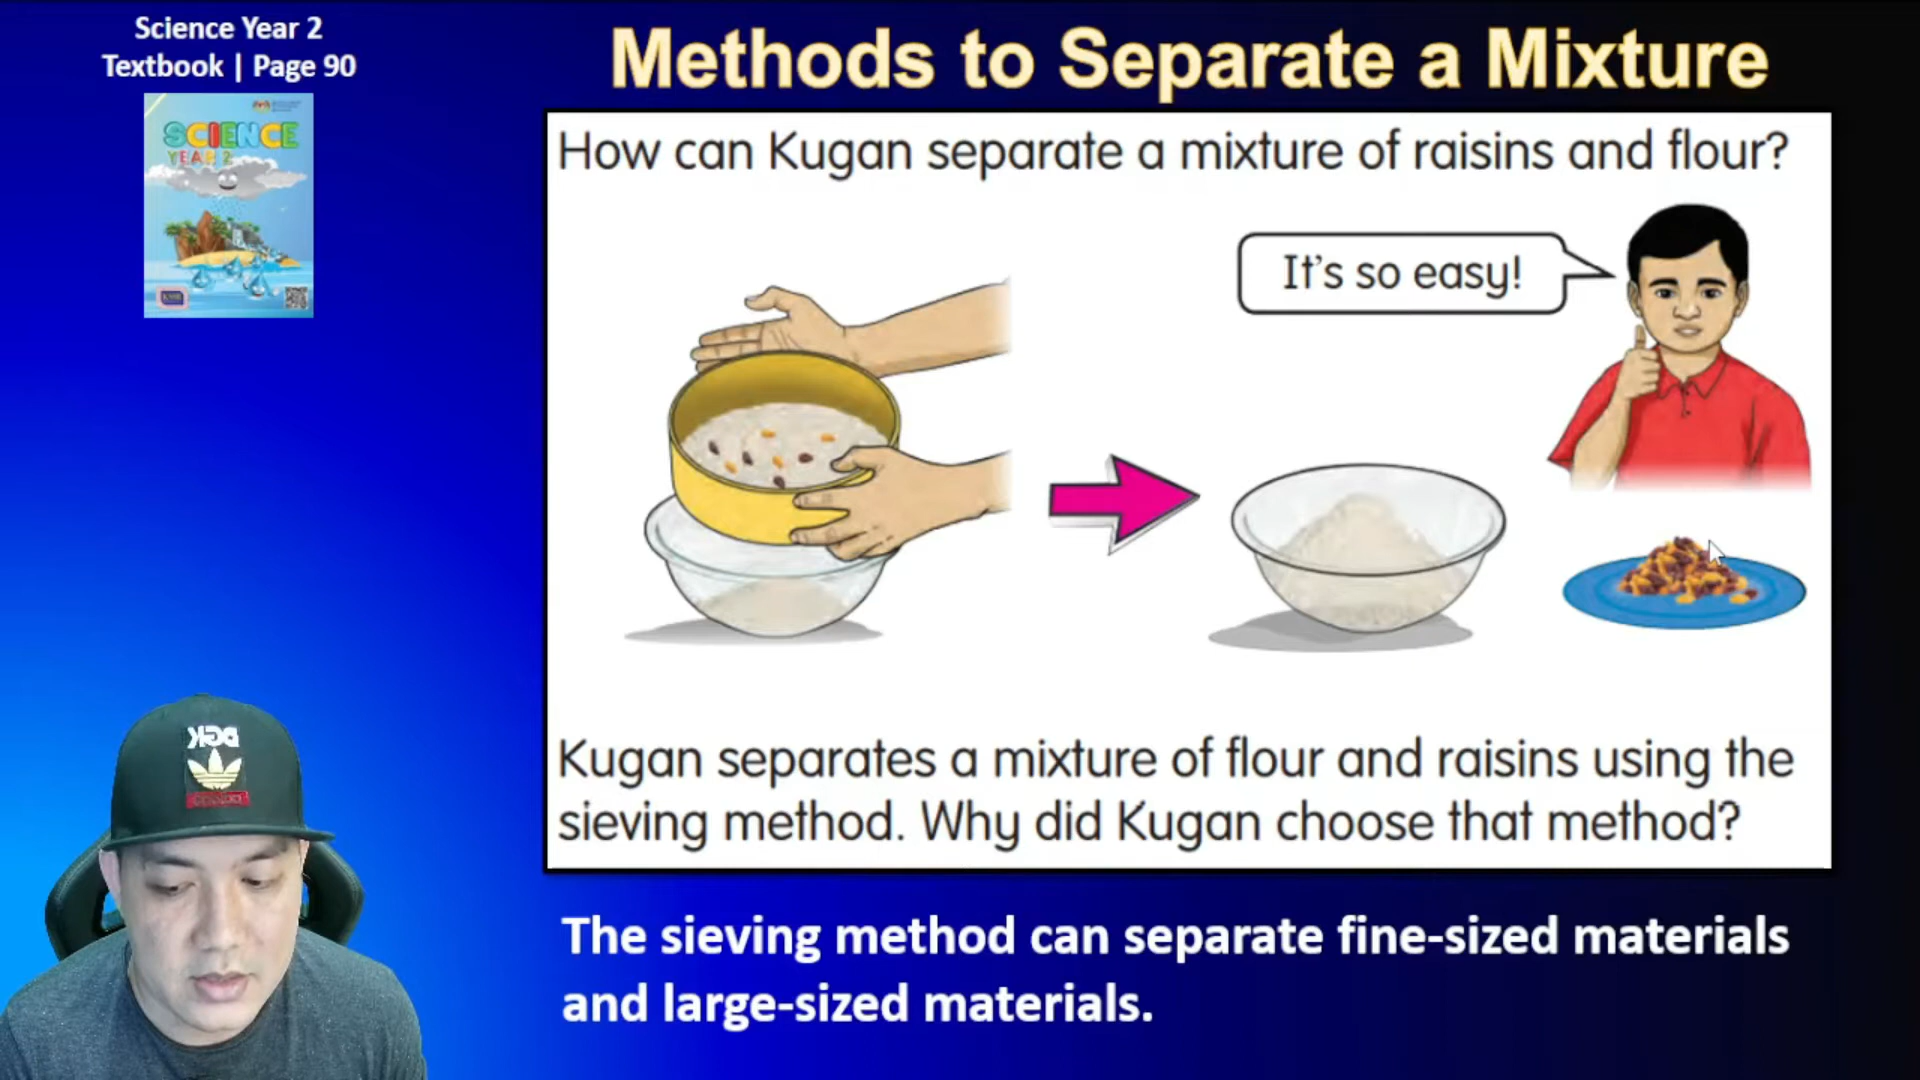 Science Year 2
Textbook | Page 90
SCIENCE
YEAR 2
Methods to Separate a Mixture
How can Kugan separate a mixture of raisins and flour?
It's so easy!
Kugan separates a mixture of flour and raisins using the
sieving method. Why did Kugan choose that method?
The sieving method can separate fine-sized materials
and large-sized materials.
DGK